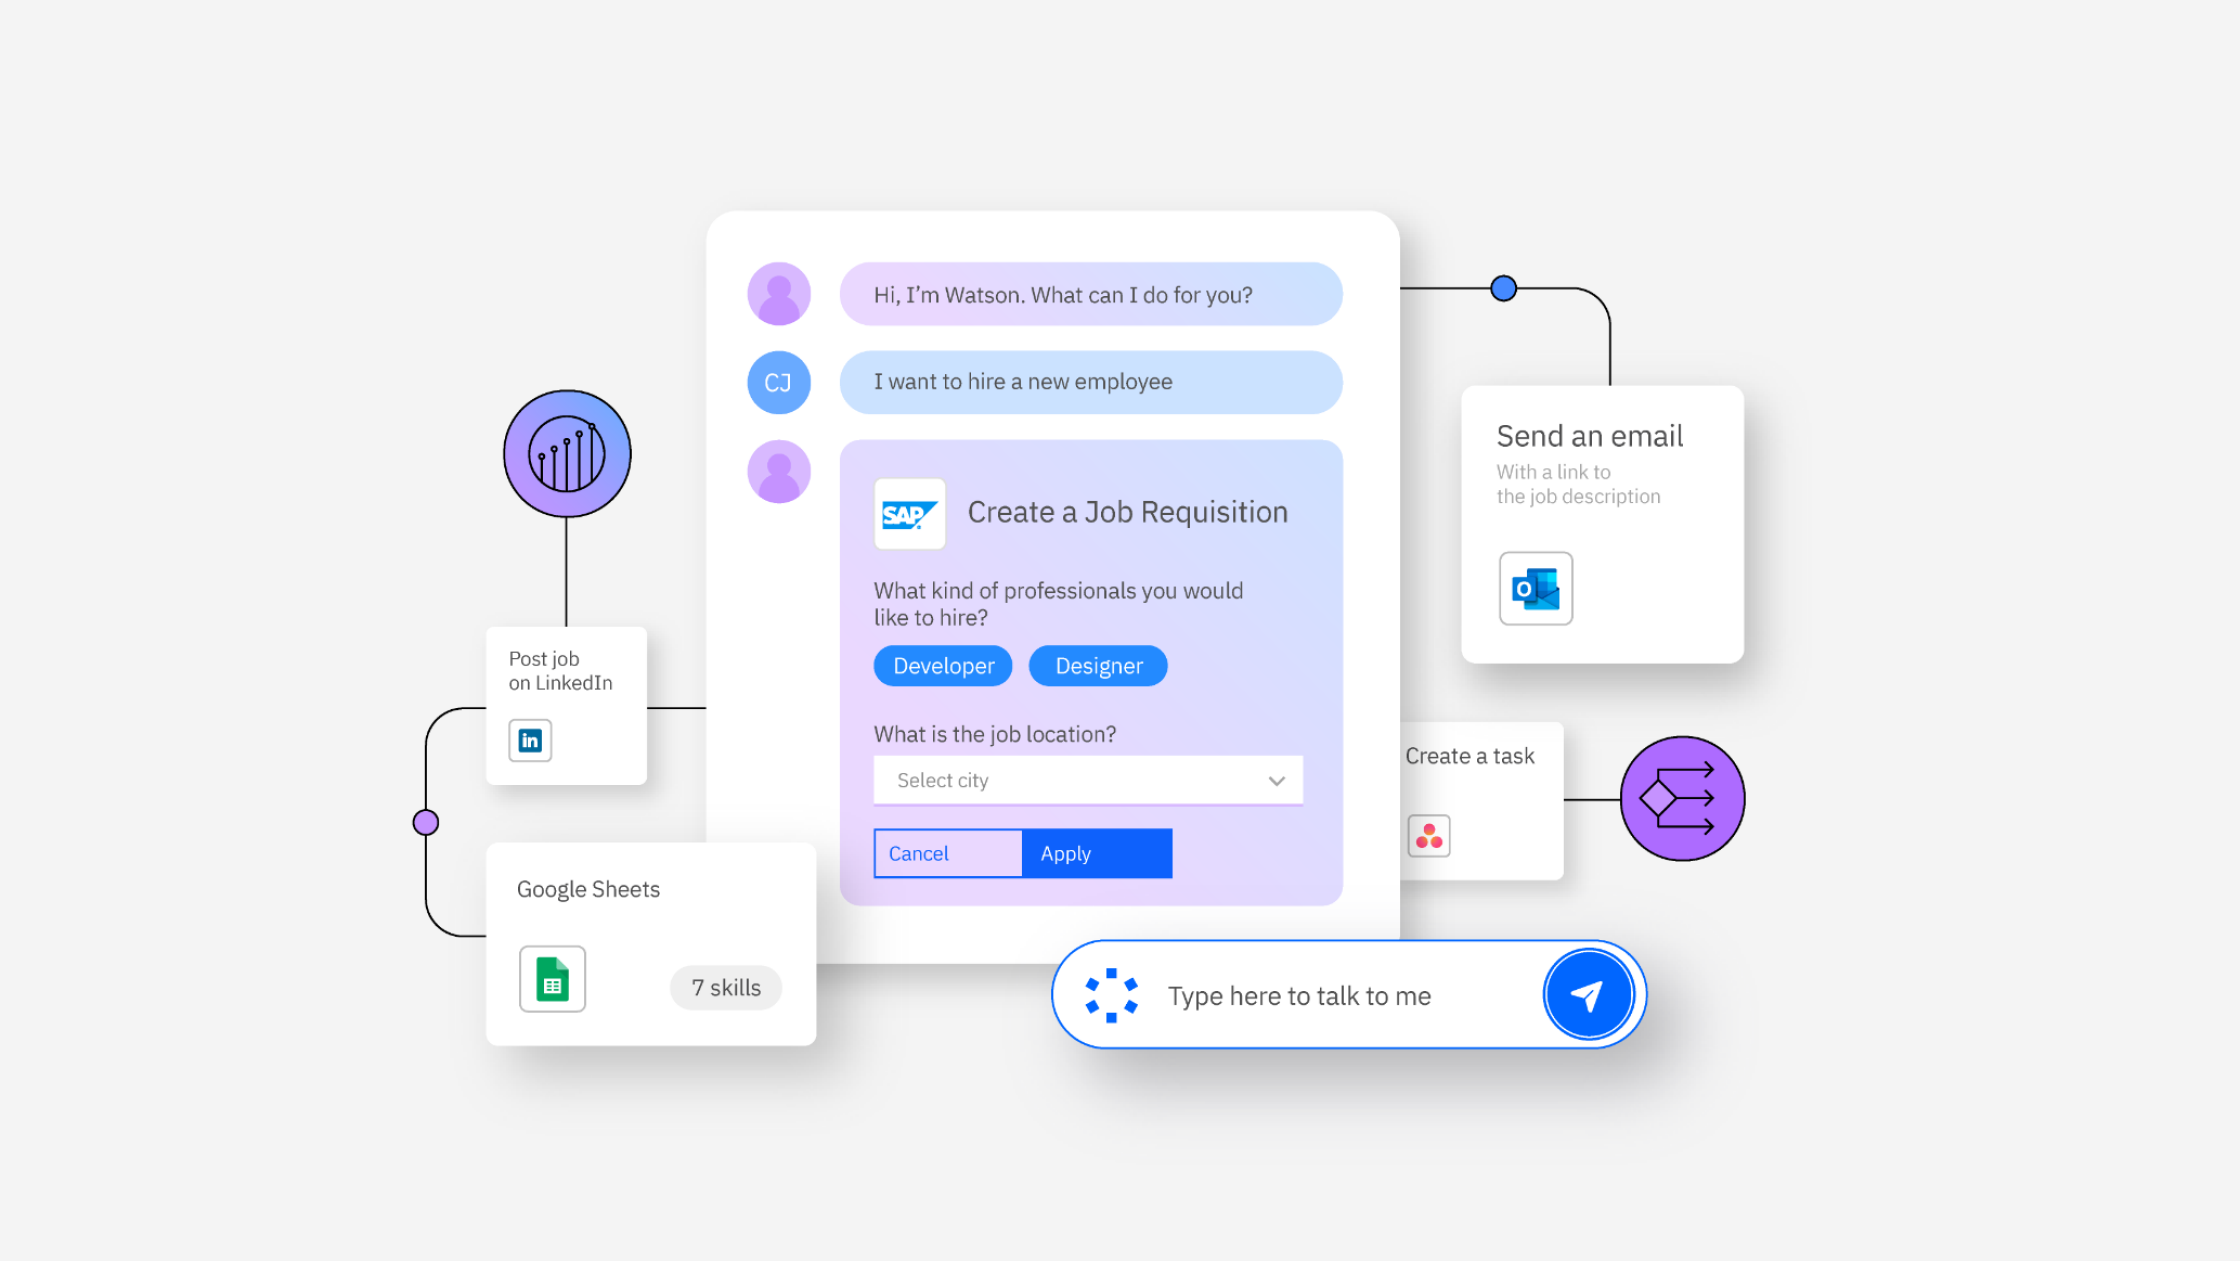 Hi, I’m Watson. What can I do for you?
CJ
I want to hire a new employee
SAP
Create a Job Requisition
What kind of professionals you would
like to hire?
Developer
Designer
What is the job location?
Select city
Cancel
Apply
Post job
on LinkedIn
in
Google Sheets
7 skills
Send an email
With a link to
the job description
O
Create a task
Type here to talk to me